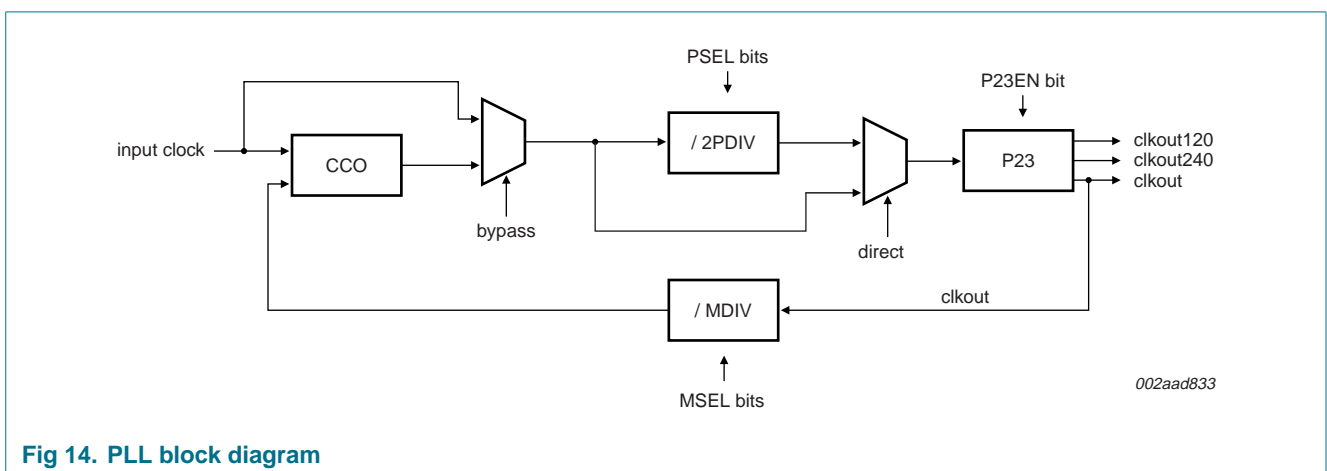 PSEL bits
P23EN bit
input clock
CCO
/ 2PDIV
P23
clkout120
clkout240
clkout
bypass
direct
/ MDIV
clkout
MSEL bits
002aad833
Fig 14. PLL block diagram